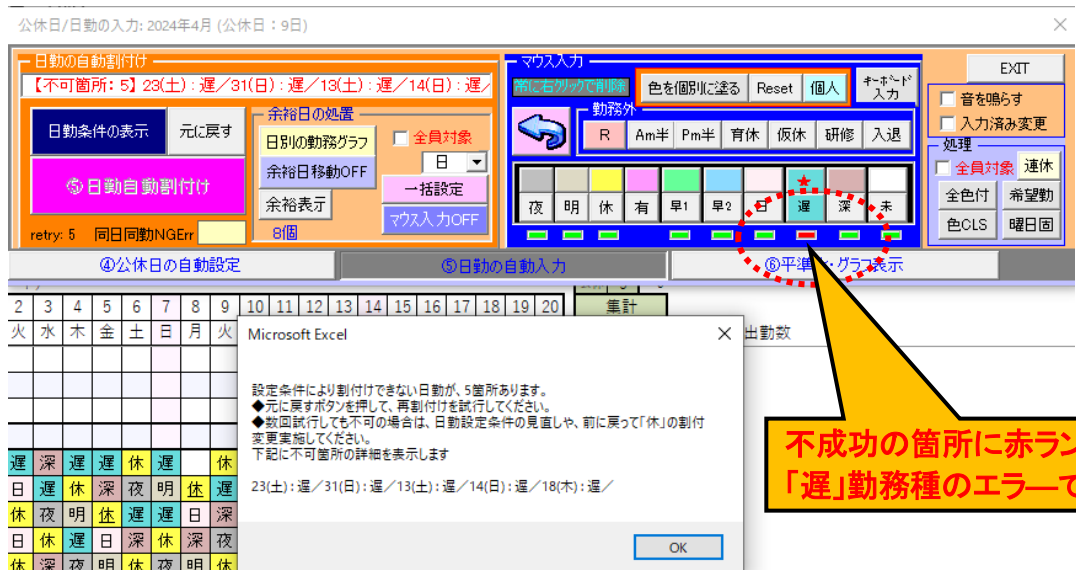 公休日/日勤の入力: 2024年4月 (公休日：9日)
日勤の自動割付け
【不可箇所: 5】23(土)：遅／31(日)：遅／13(土)：遅／14(日)：遅／
日勤条件の表示
元に戻す
⑤日勤自動割付け
retry: 5 同日同勤NGErr
余裕日の処置
日別の勤務グラフ
全員対象
余裕日移動OFF
日
余裕表示
一括設定
8個
マウス入力OFF
マウス入力
常に右クリックで削除
色を個別に塗る Reset 個人
キーボード
入力
勤務外
R Am半 Pm半 育休 仮休 研修 入退
★
夜 明 休 有 早1 早2 日 遅 深 未
EXIT
音を鳴らす
入力済み変更
処理
全員対象 連休
全色付 希望勤
色CLS 曜日固
④公休日の自動設定
⑤日勤の自動入力
⑥平準化・グラフ表示
2 3 4 5 6 7 8 9 10 11 12 13 14 15 16 17 18 19 20 集計
火 水 木 金 土 日 月 火
出勤数
Microsoft Excel
設定条件により割付けできない日勤が、5箇所あります。
◆元に戻すボタンを押して、再割付けを試行してください。
◆数回試行しても不可の場合は、日勤設定条件の見直しや、前に戻って「休」の割付
変更実施してください。
下記に不可箇所の詳細を表示します
23(土)：遅／31(日)：遅／13(土)：遅／14(日)：遅／18(木)：遅／
OK
遅 深 遅 遅 休 遅 休
日 遅 休 深 夜 明 休 遅
休 夜 明 休 遅 遅 日 深
日 休 遅 日 深 休 深 夜
休 深 夜 明 休 夜 明 休
不成功の箇所に赤ラン
「遅」勤務種のエラーで